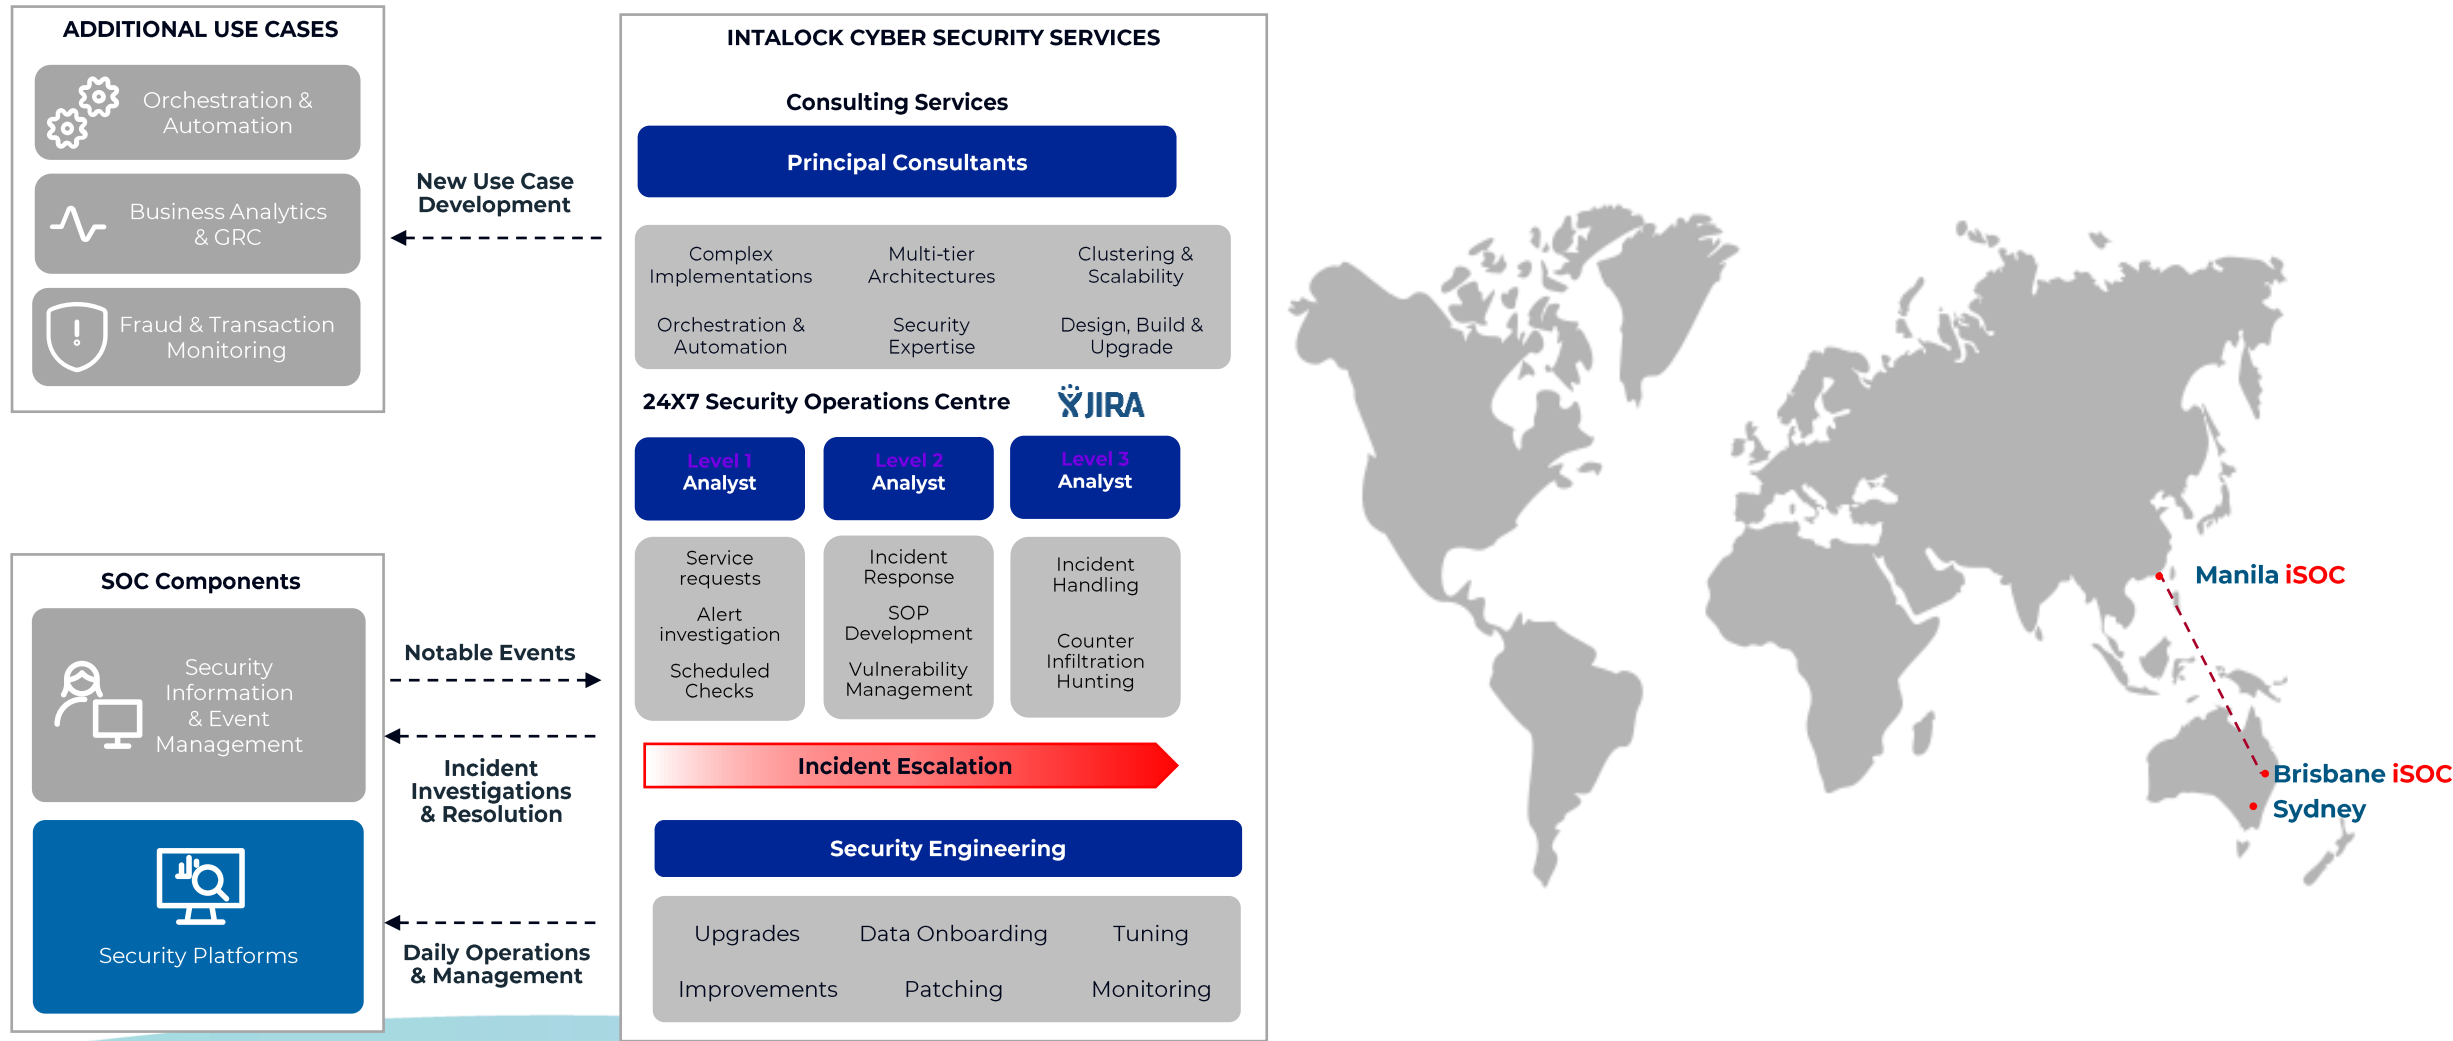 ADDITIONAL USE CASES
Orchestration &
Automation
Business Analytics
& GRC
Fraud & Transaction
Monitoring
New Use Case
Development
SOC Components
Security
Information
& Event
Management
Security Platforms
Notable Events
Incident
Investigations
& Resolution
Daily Operations
& Management
INTALOCK CYBER SECURITY SERVICES
Consulting Services
Principal Consultants
Complex
Implementations
Multi-tier
Architectures
Clustering &
Scalability
Orchestration &
Automation
Security
Expertise
Design, Build &
Upgrade
24X7 Security Operations Centre
JIRA
Level 1
Analyst
Level 2
Analyst
Level 3
Analyst
Service
requests
Alert
investigation
Scheduled
Checks
Incident
Response
SOP
Development
Vulnerability
Management
Incident
Handling
Counter
Infiltration
Hunting
Incident Escalation
Security Engineering
Upgrades
Data Onboarding
Tuning
Improvements
Patching
Monitoring
Manila iSOC
Brisbane iSOC
Sydney